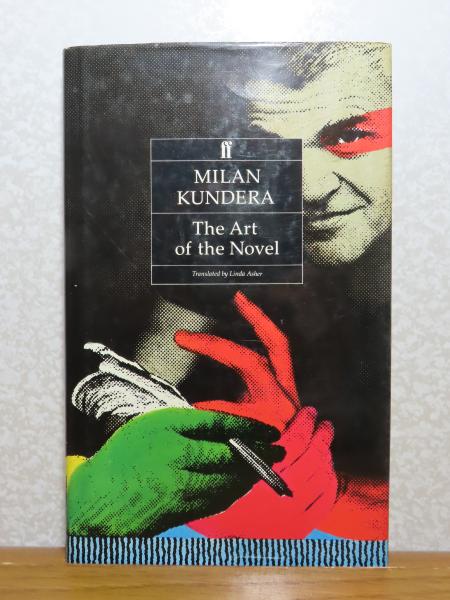 ff
MILAN
KUNDERA
The Art
of the Novel
Translated by Linda Asher